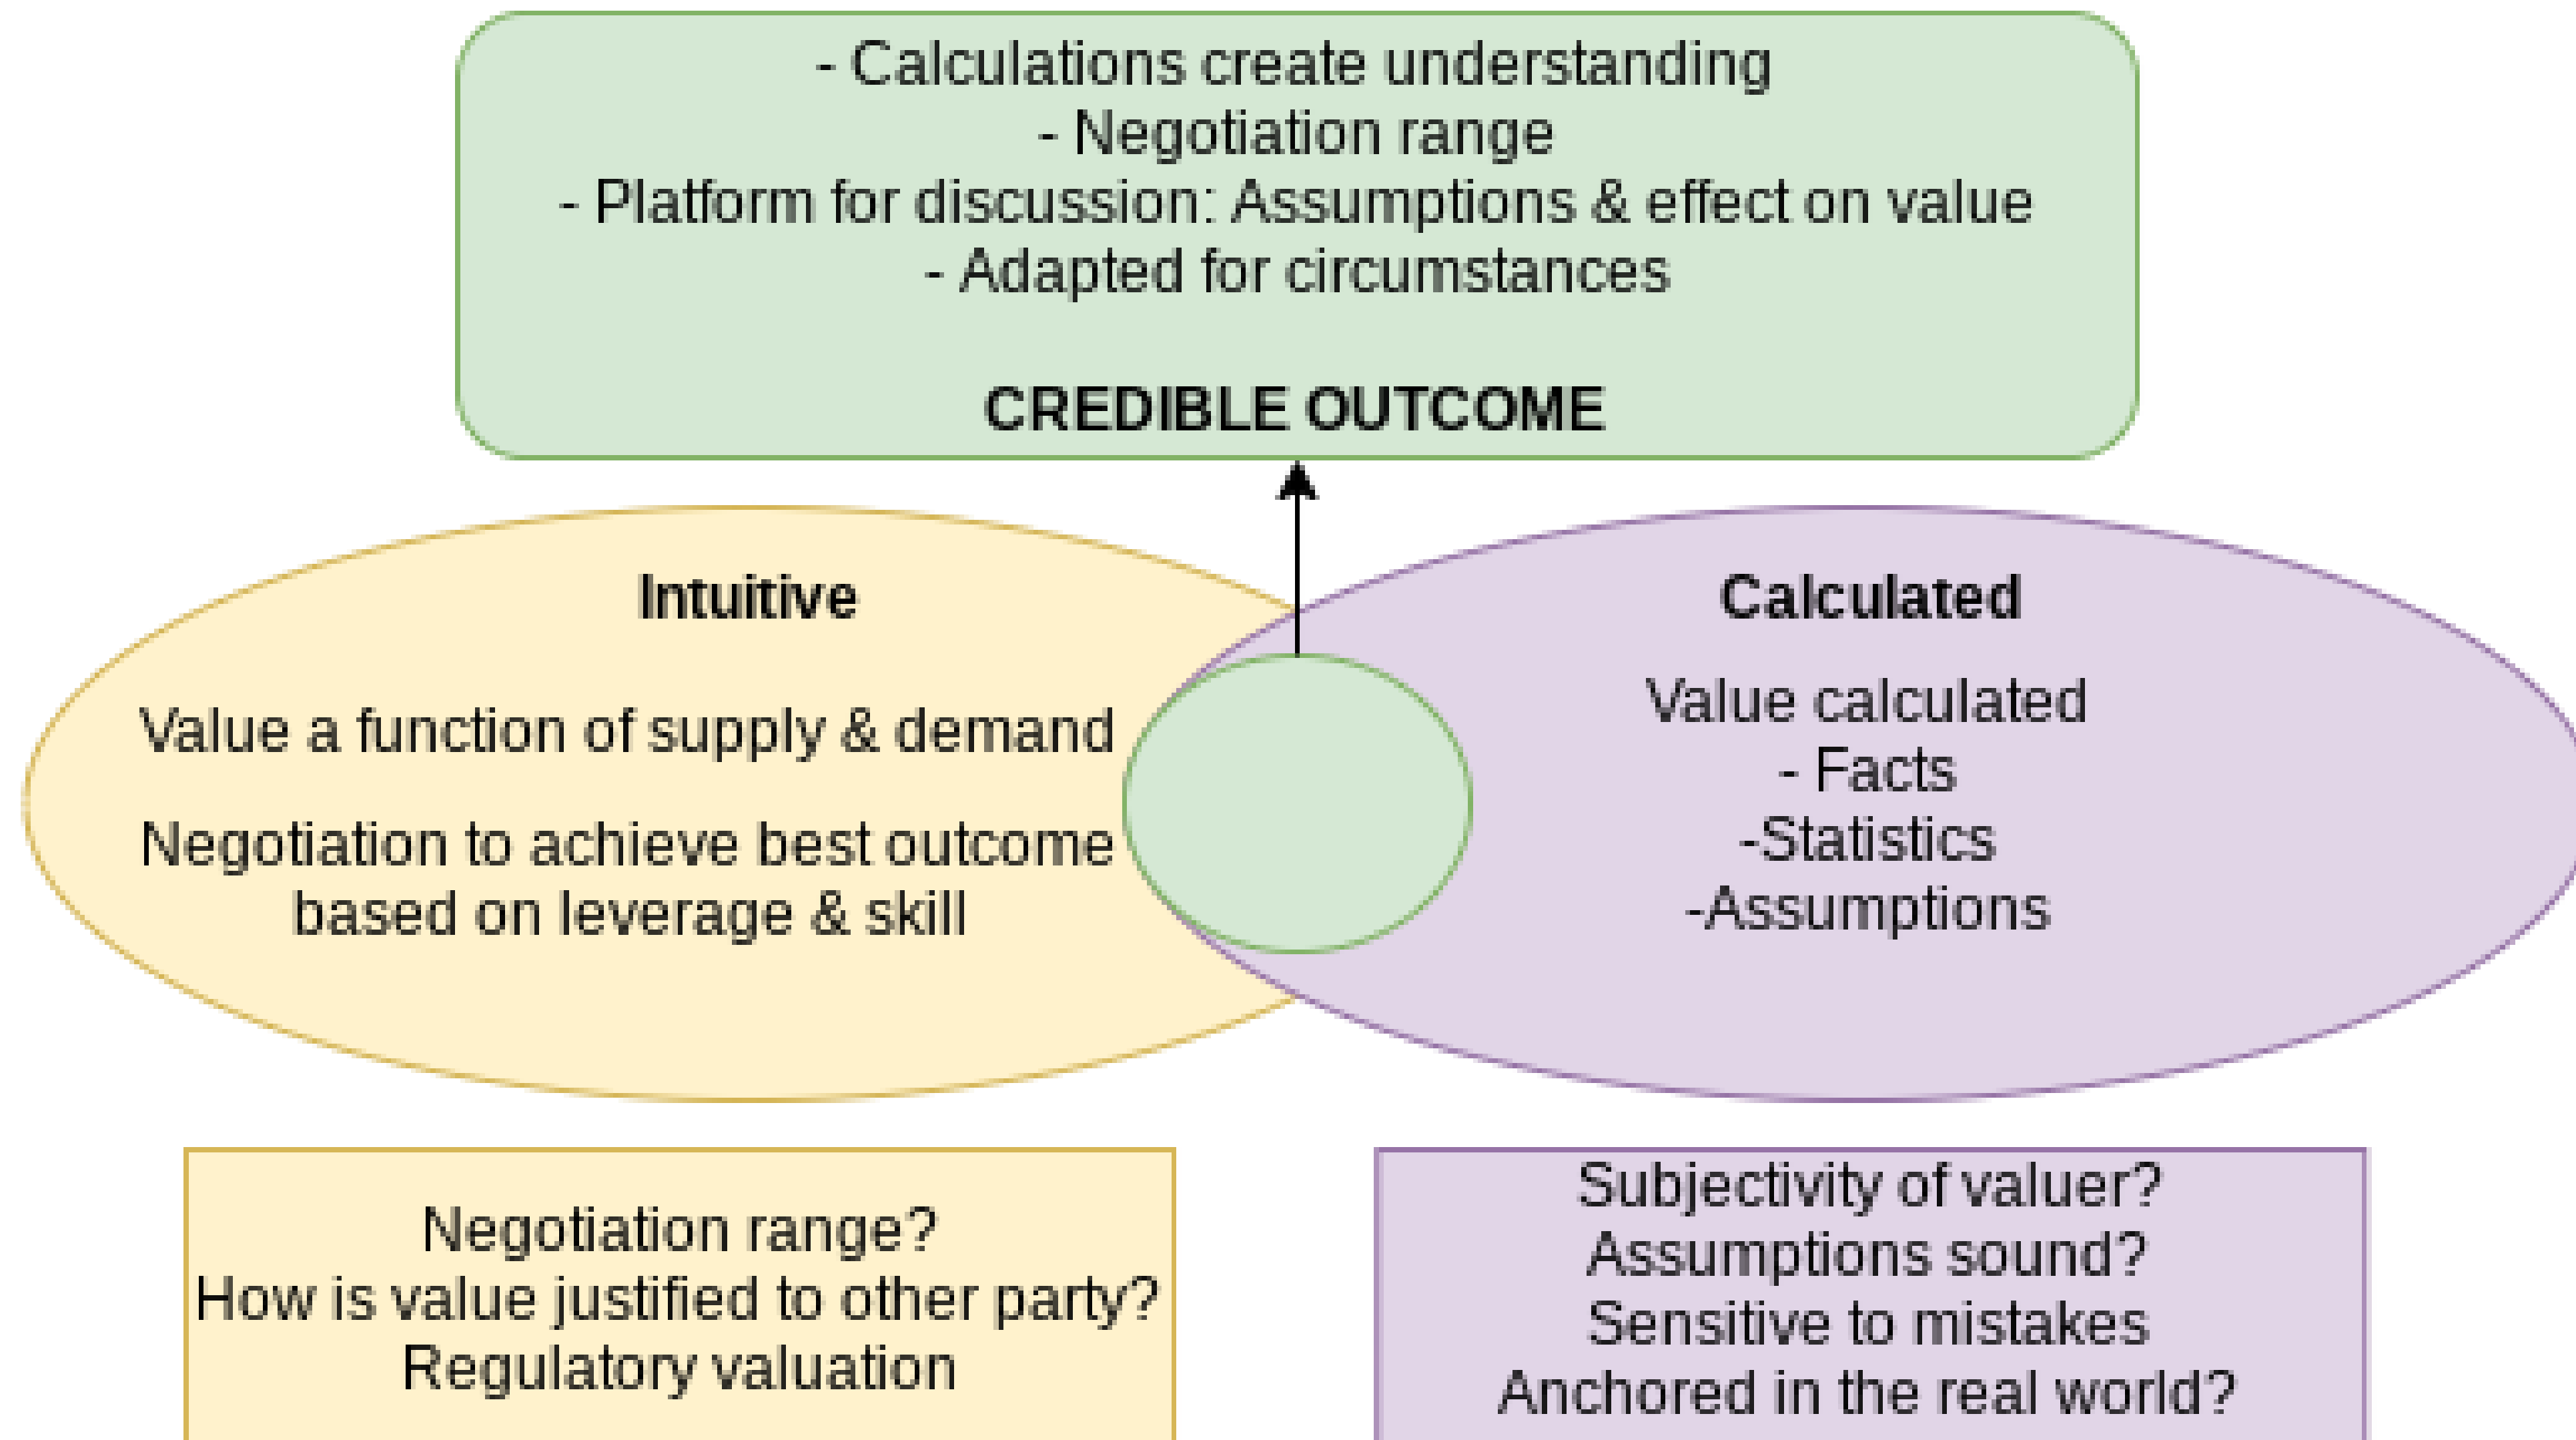 - Calculations create understanding
- Negotiation range
- Platform for discussion: Assumptions & effect on value
- Adapted for circumstances
CREDIBLE OUTCOME
Intuitive
Value a function of supply & demand
Negotiation to achieve best outcome
based on leverage & skill
Calculated
Value calculated
- Facts
-Statistics
-Assumptions
Negotiation range?
How is value justified to other party?
Regulatory valuation
Subjectivity of valuer?
Assumptions sound?
Sensitive to mistakes
Anchored in the real world?